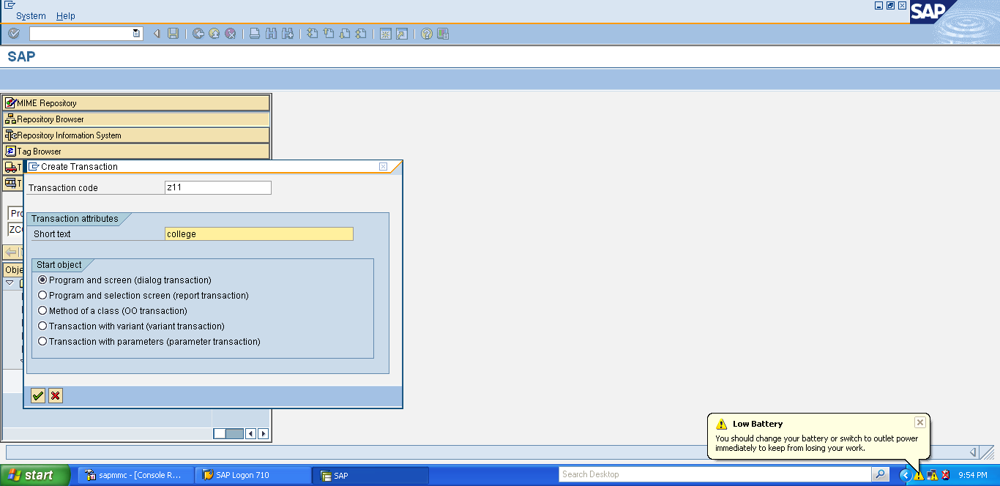 System Help
SAP
SAP
MIME Repository
Repository Browser
Repository Information System
Tag Browser
T
Create Transaction
T
Transaction code z11
Pro
Transaction attributes
ZC
Short text college
Start object
Obje
Program and screen (dialog transaction)
Program and selection screen (report transaction)
Method of a class (OO transaction)
Transaction with variant (variant transaction)
Transaction with parameters (parameter transaction)
Low Battery
You should change your battery or switch to outlet power
immediately to keep from losing your work.
start sapmmc - [Console R... SAP Logon 710 SAP Search Desktop 9:54 PM